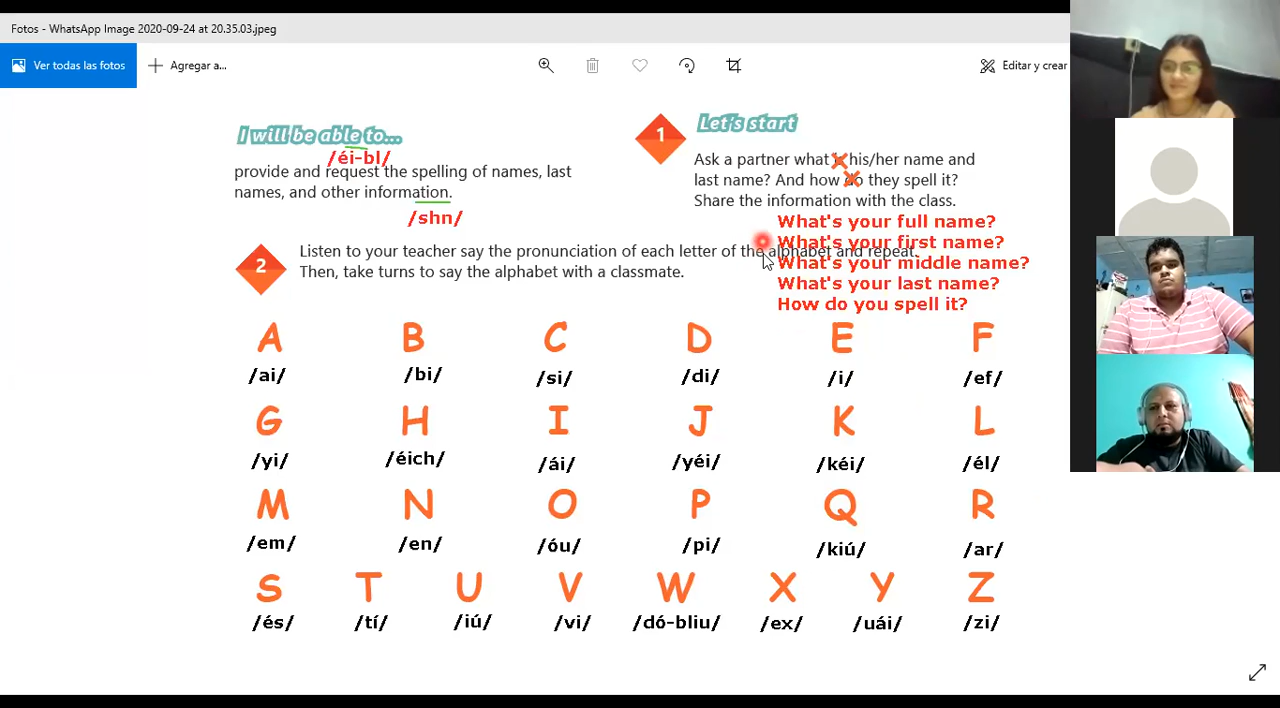 Fotos - WhatsApp Image 2020-09-24 at 20.35.03.jpeg
Ver todas las fotos
Agregar a...
Editar y crear
I will be able to...
/éi-bl/
provide and request the spelling of names, last
names, and other information.
/shn/
1
Let's start
Ask a partner what is his/her name and
last name? And how do they spell it?
Share the information with the class.
What's your full name?
What's your first name?
What's your middle name?
What's your last name?
How do you spell it?
2
Listen to your teacher say the pronunciation of each letter of the alphabet and repeat.
Then, take turns to say the alphabet with a classmate.
A B C D E F
/ai/ /bi/ /si/ /di/ /i/ /ef/
G H I J K L
/yi/ /éich/ /ái/ /yéi/ /kéi/ /él/
M N O P Q R
/em/ /en/ /óu/ /pi/ /kiú/ /ar/
S T U V W X Y Z
/és/ /tí/ /iú/ /vi/ /dó-bliu/ /ex/ /uái/ /zi/